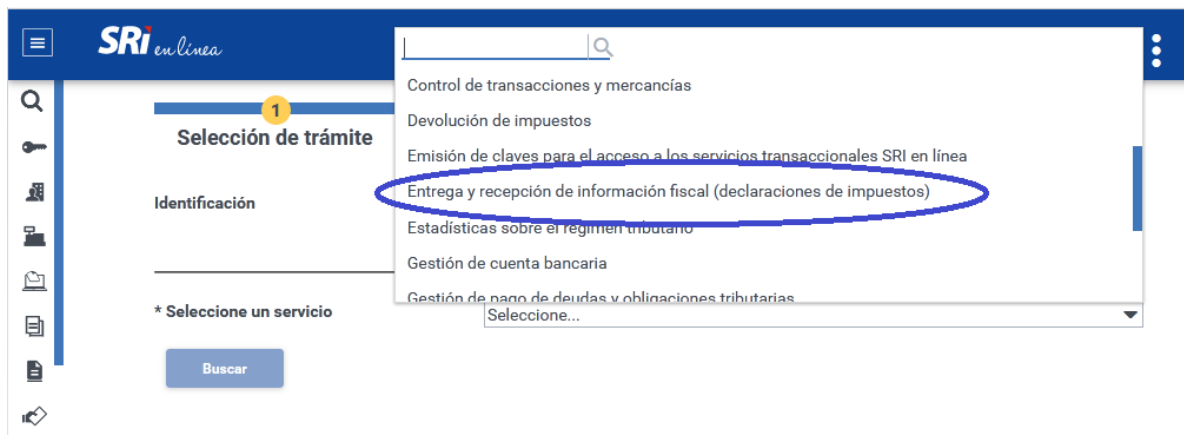 SRi en línea
Control de transacciones y mercancías
1
Devolución de impuestos
Selección de trámite
Emisión de claves para el acceso a los servicios transaccionales SRI en línea
Entrega y recepción de información fiscal (declaraciones de impuestos)
Identificación
Estadísticas sobre el régimen tributario
Gestión de cuenta bancaria
Gestión de pago de deudas y obligaciones tributarias
* Seleccione un servicio
Seleccione...
Buscar